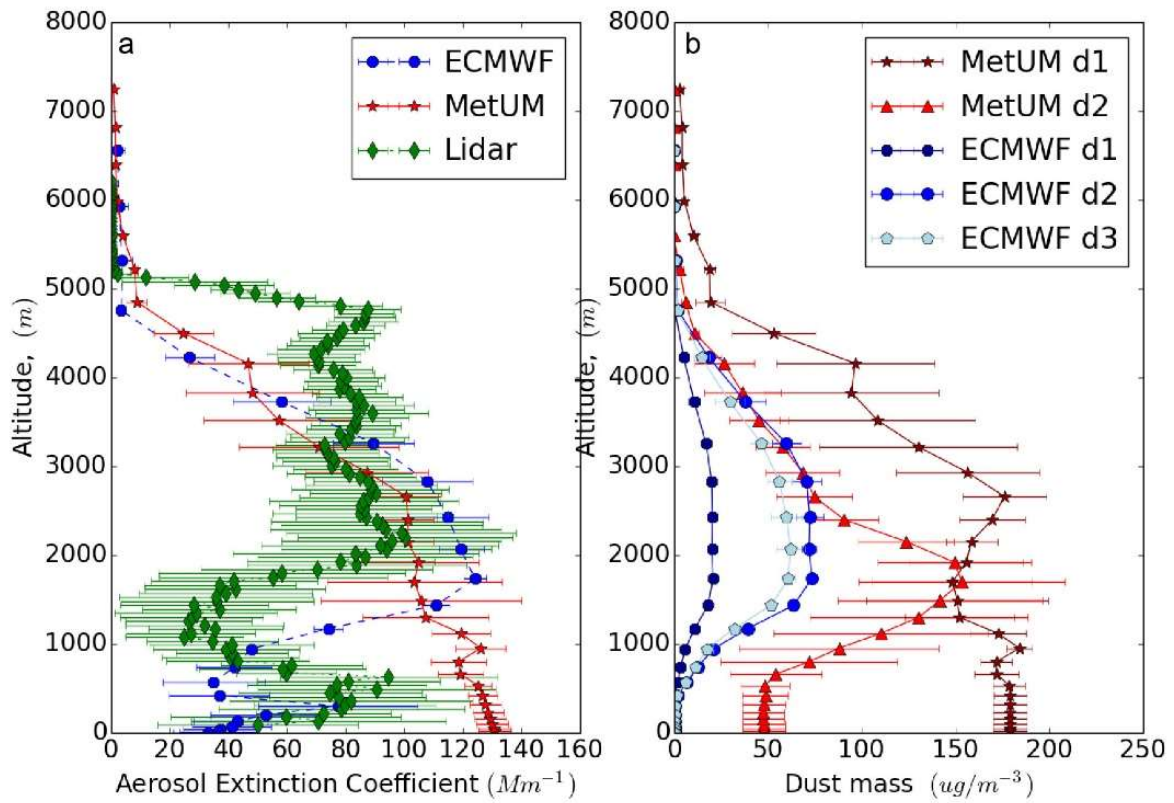 a
ECMWF
MetUM
Lidar
8000
7000
6000
5000
4000
3000
2000
1000
0
Altitude, (m)
0 20 40 60 80 100 120 140 160
Aerosol Extinction Coefficient (Mm⁻¹)
b
MetUM d1
MetUM d2
ECMWF d1
ECMWF d2
ECMWF d3
8000
7000
6000
5000
4000
3000
2000
1000
0
Altitude, (m)
0 50 100 150 200 250
Dust mass (ug/m⁻³)